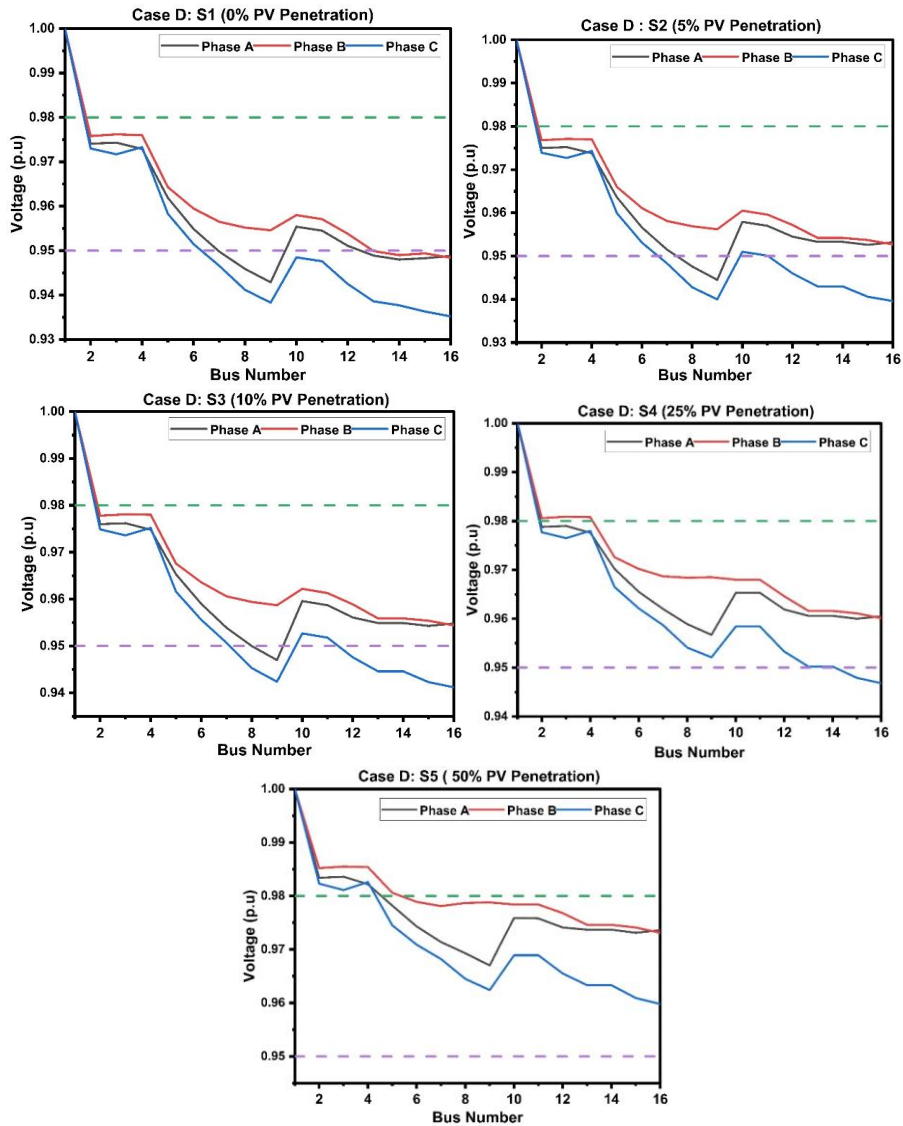 Case D: S1 (0% PV Penetration)
Phase A Phase B Phase C
1.00
0.99
0.98
0.97
0.96
0.95
0.94
0.93
Voltage (p.u)
2 4 6 8 10 12 14 16
Bus Number
Case D : S2 (5% PV Penetration)
Phase A Phase B Phase C
1.00
0.99
0.98
0.97
0.96
0.95
0.94
0.93
Voltage (p.u)
2 4 6 8 10 12 14 16
Bus Number
Case D: S3 (10% PV Penetration)
Phase A Phase B Phase C
1.00
0.99
0.98
0.97
0.96
0.95
0.94
Voltage (p.u)
2 4 6 8 10 12 14 16
Bus Number
Case D: S4 (25% PV Penetration)
Phase A Phase B Phase C
1.00
0.99
0.98
0.97
0.96
0.95
0.94
Voltage (p.u)
2 4 6 8 10 12 14 16
Bus Number
Case D: S5 ( 50% PV Penetration)
Phase A Phase B Phase C
1.00
0.99
0.98
0.97
0.96
0.95
Voltage (p.u)
2 4 6 8 10 12 14 16
Bus Number